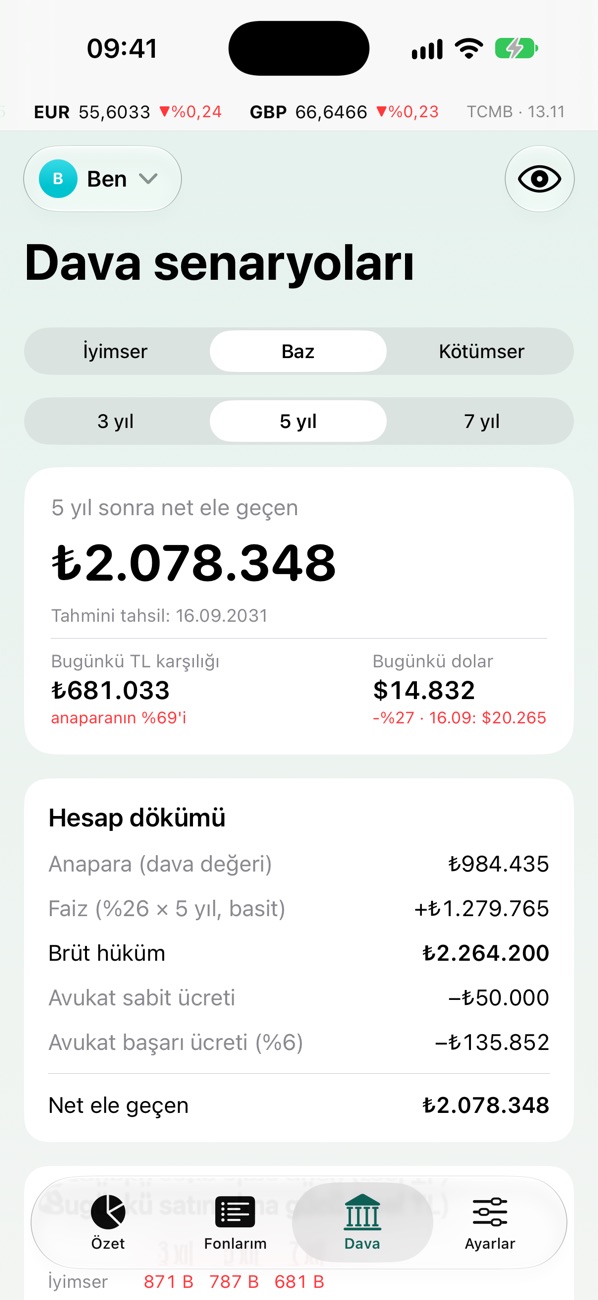 09:41
EUR 55,6033 ▼%0,24 GBP 66,6466 ▼%0,23 TCMB · 13.11
B Ben
Dava senaryoları
İyimser Baz Kötümser
3 yıl 5 yıl 7 yıl
5 yıl sonra net ele geçen
₺2.078.348
Tahmini tahsil: 16.09.2031
Bugünkü TL karşılığı Bugünkü dolar
₺681.033 $14.832
anaparanın %69'i -%27 · 16.09: $20.265
Hesap dökümü
Anapara (dava değeri) ₺984.435
Faiz (%26 × 5 yıl, basit) +₺1.279.765
Brüt hüküm ₺2.264.200
Avukat sabit ücreti −₺50.000
Avukat başarı ücreti (%6) −₺135.852
Net ele geçen ₺2.078.348
Özet Fonlarım Dava Ayarlar
İyimser 871 B 787 B 681 B